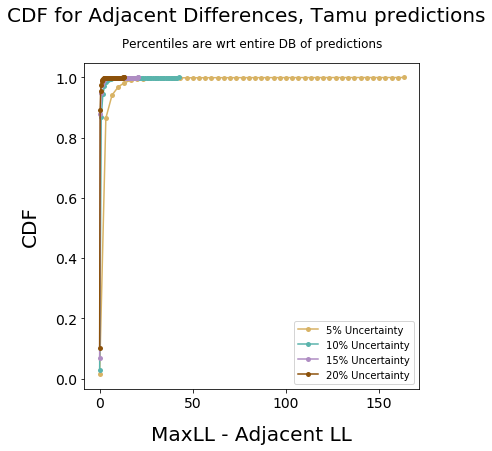 CDF for Adjacent Differences, Tamu predictions
Percentiles are wrt entire DB of predictions
CDF
1.0
0.8
0.6
0.4
0.2
0.0
5% Uncertainty
10% Uncertainty
15% Uncertainty
20% Uncertainty
0 50 100 150
MaxLL - Adjacent LL